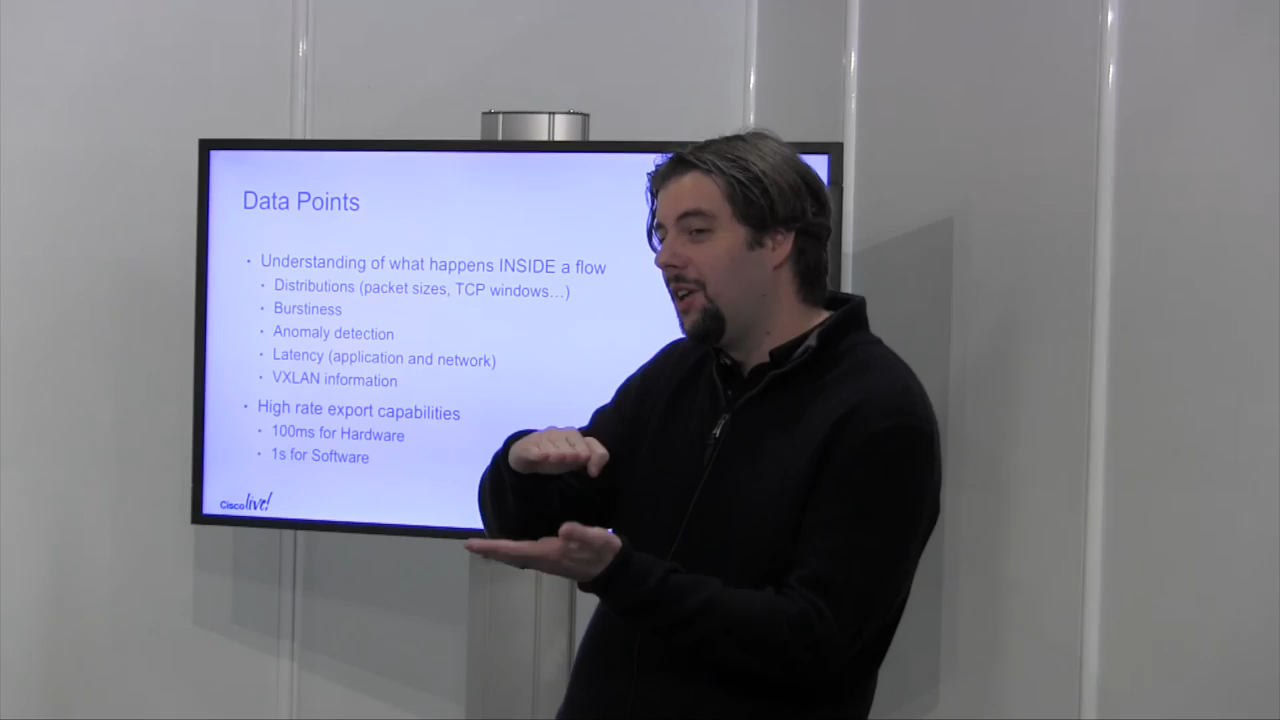 Data Points
• Understanding of what happens INSIDE a flow
• Distributions (packet sizes, TCP windows…)
• Burstiness
• Anomaly detection
• Latency (application and network)
• VXLAN information
• High rate export capabilities
• 100ms for Hardware
• 1s for Software
Cisco live!